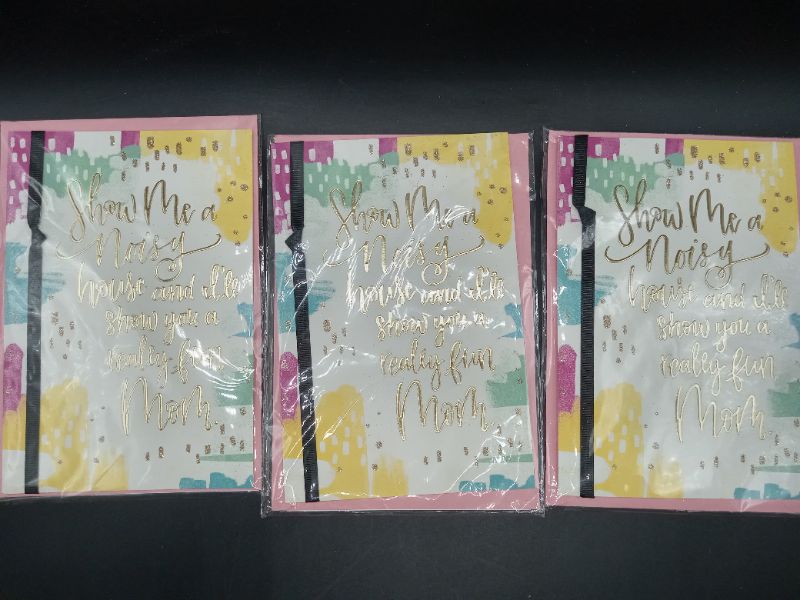 Show Me a
Noisy
house and I'll
show you a
really fun
Mom.
Show Me a
Noisy
house and I'll
show you a
really fun
Mom.
Show Me a
Noisy
house and I'll
show you a
really fun
Mom.